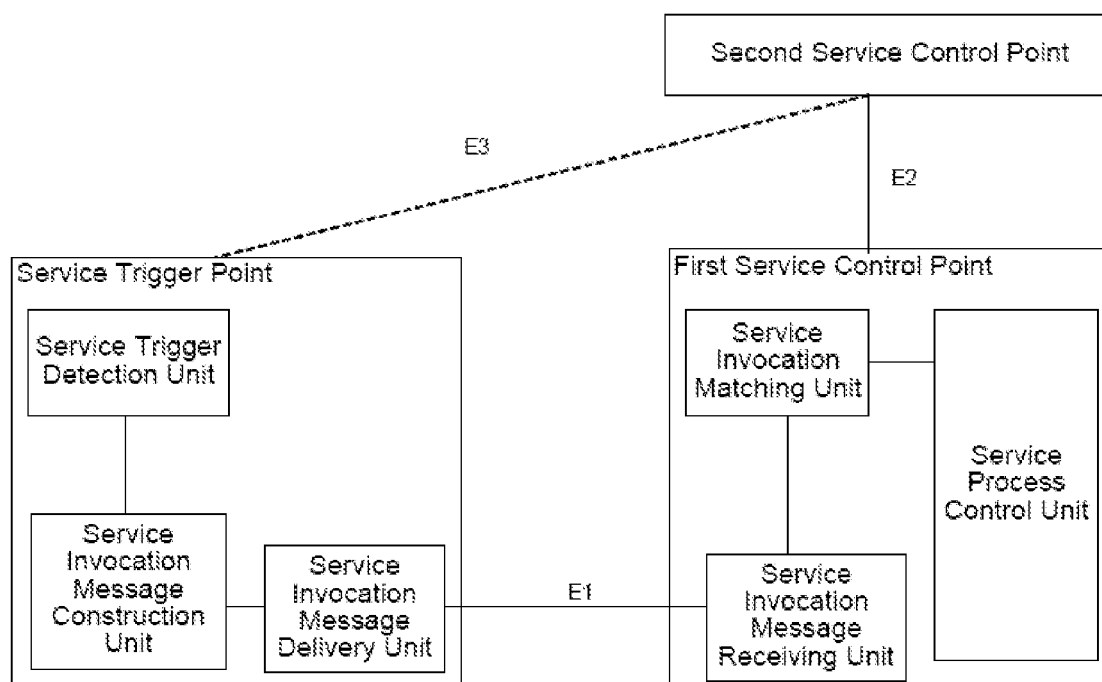 Second Service Control Point
E3
E2
Service Trigger Point
First Service Control Point
Service Trigger
Detection Unit
Service
Invocation
Matching Unit
Service
Process
Control Unit
Service
Invocation
Message
Construction
Unit
Service
Invocation
Message
Delivery Unit
E1
Service
Invocation
Message
Receiving Unit